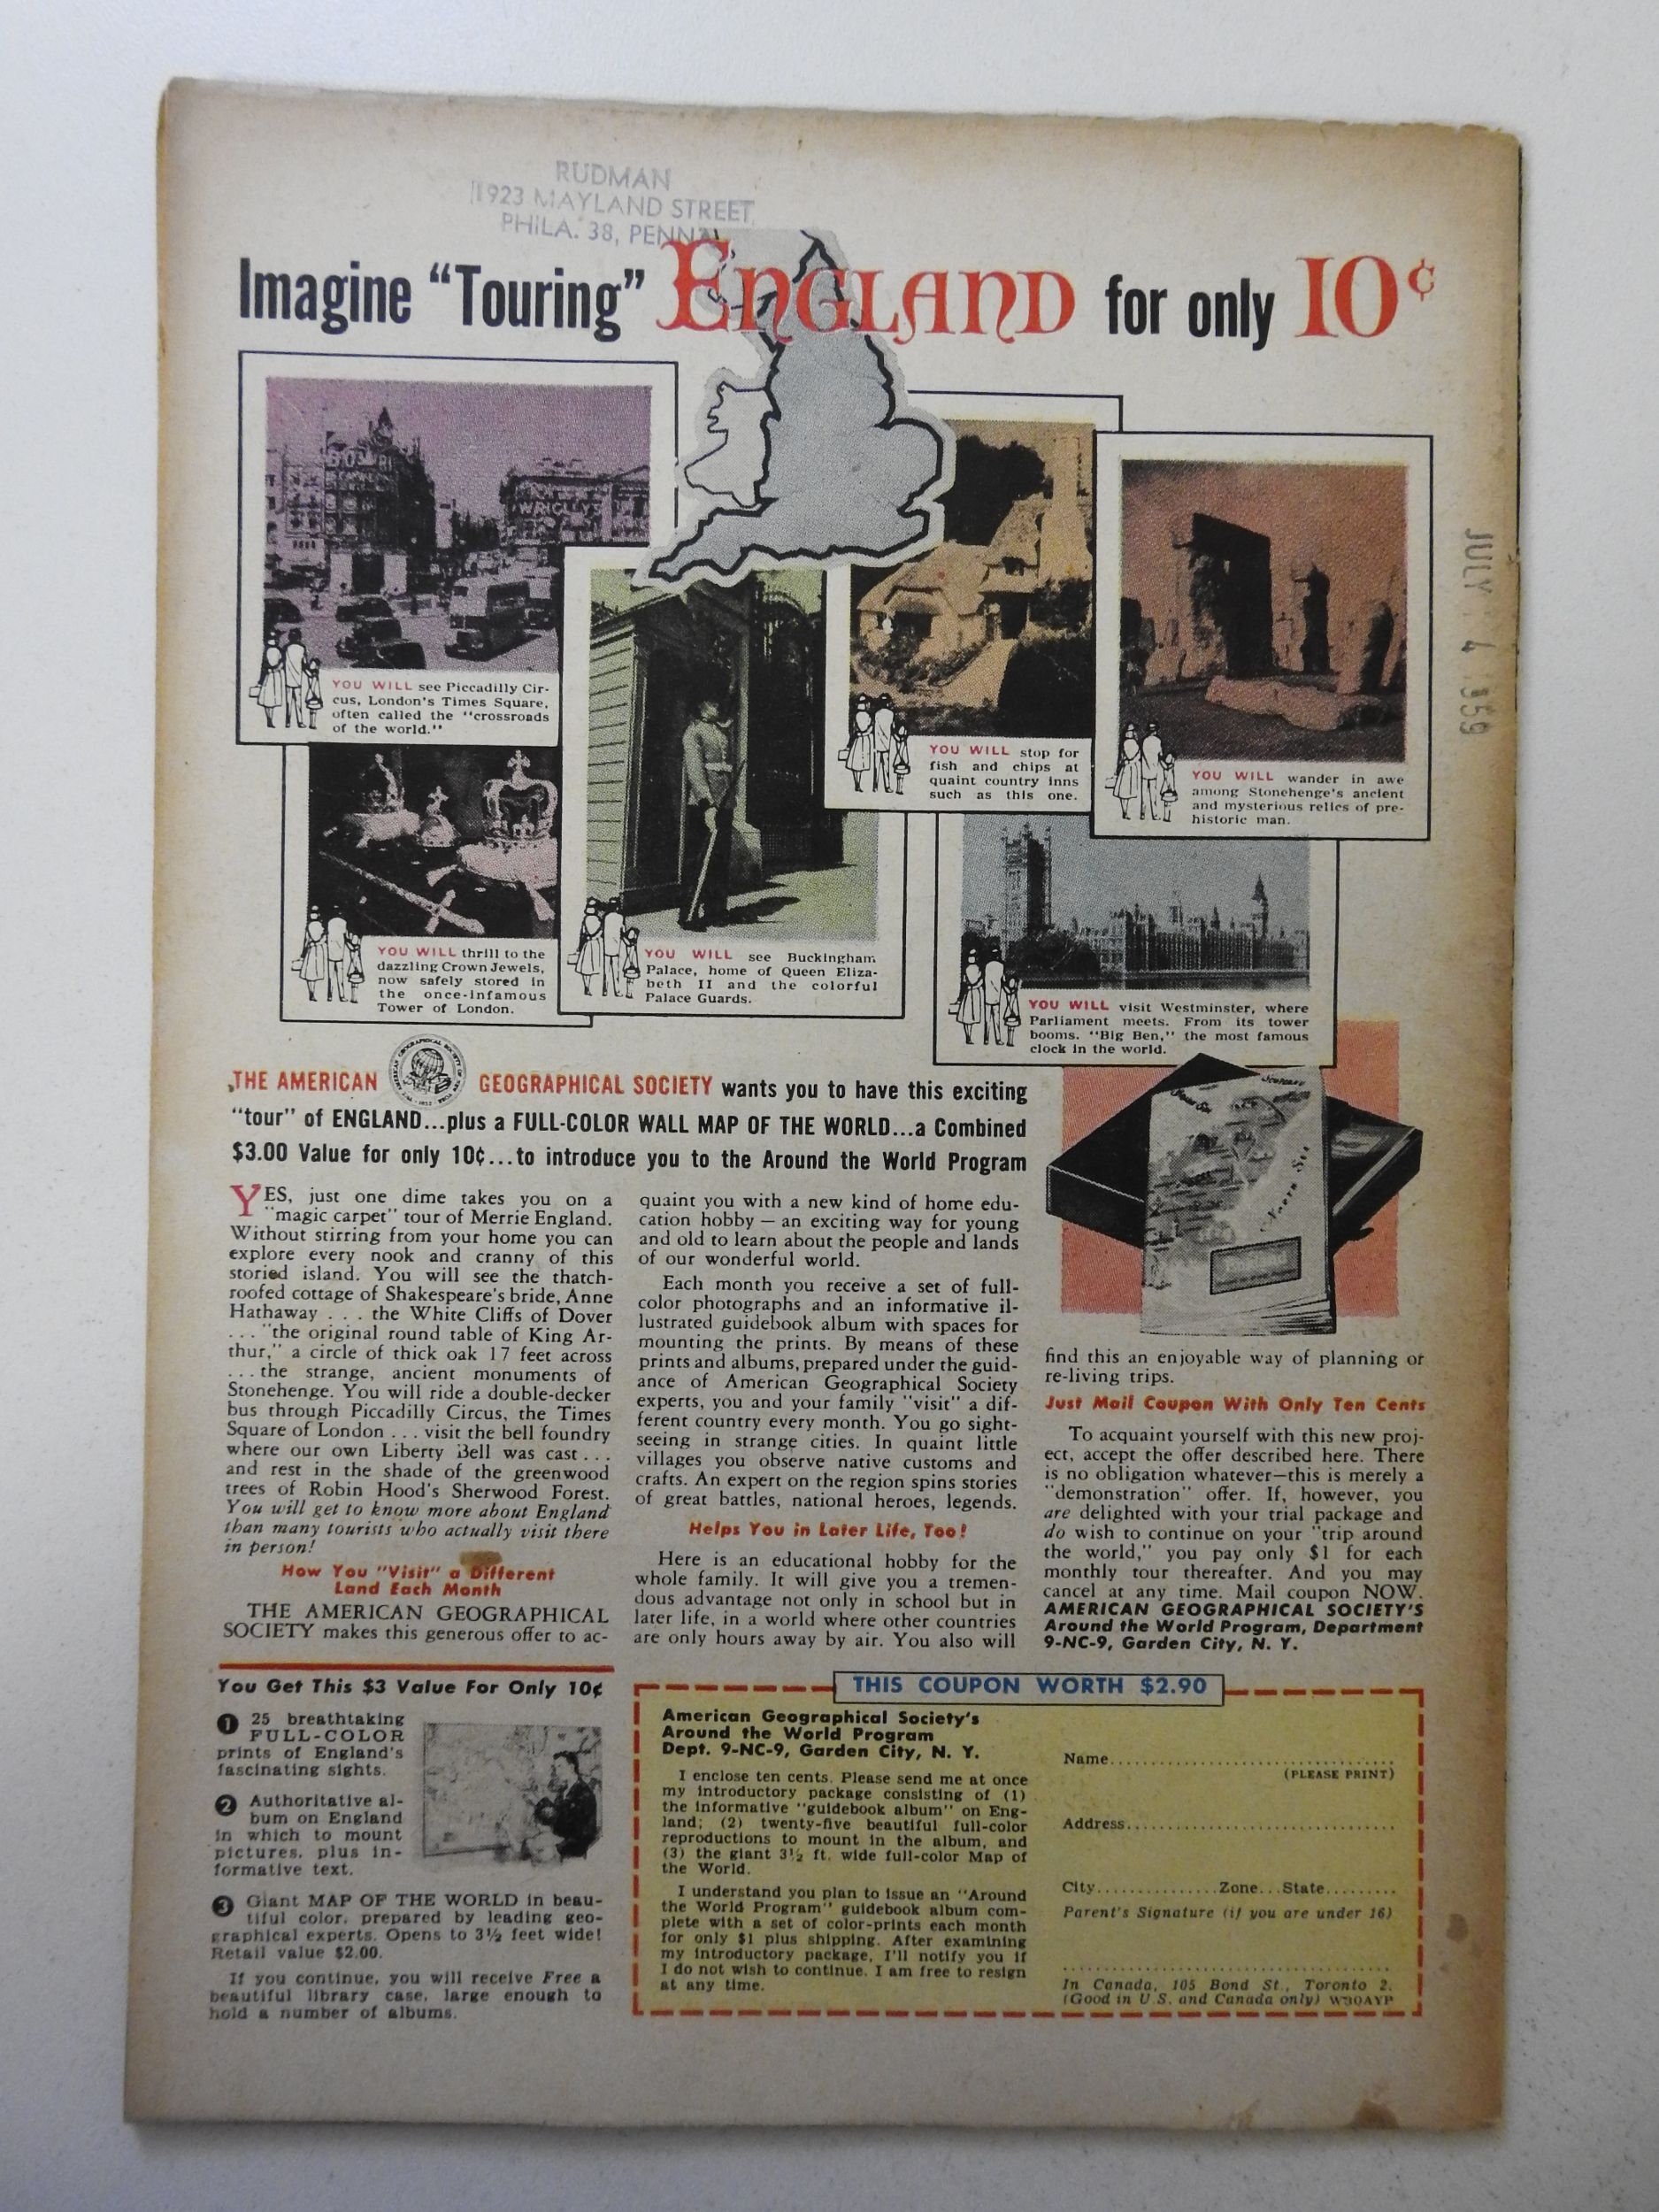 RUDMAN
1923 MAYLAND STREET
PHILA. 38, PENNA.
Imagine "Touring" ENGLAND for only 10¢
WRIGLEY'S
YOU WILL see Piccadilly Cir-
cus, London's Times Square,
often called the "crossroads
of the world."
YOU WILL thrill to the
dazzling Crown Jewels,
now safely stored in
the once-infamous
Tower of London.
YOU WILL see Buckingham
Palace, home of Queen Eliza-
beth II and the colorful
Palace Guards.
YOU WILL stop for
fish and chips at
quaint country inns
such as this one.
YOU WILL wander in awe
among Stonehenge's ancient
and mysterious relics of pre-
historic man.
YOU WILL visit Westminster, where
Parliament meets. From its tower
booms, "Big Ben," the most famous
clock in the world.
JULY 4 1959
THE AMERICAN GEOGRAPHICAL SOCIETY wants you to have this exciting
"tour" of ENGLAND...plus a FULL-COLOR WALL MAP OF THE WORLD...a Combined
$3.00 Value for only 10¢...to introduce you to the Around the World Program
YES, just one dime takes you on a
"magic carpet" tour of Merrie England.
Without stirring from your home you can
explore every nook and cranny of this
storied island. You will see the thatch-
roofed cottage of Shakespeare's bride, Anne
Hathaway . . . the White Cliffs of Dover
. . . "the original round table of King Ar-
thur," a circle of thick oak 17 feet across
. . . the strange, ancient monuments of
Stonehenge. You will ride a double-decker
bus through Piccadilly Circus, the Times
Square of London . . . visit the bell foundry
where our own Liberty Bell was cast . . .
and rest in the shade of the greenwood
trees of Robin Hood's Sherwood Forest.
You will get to know more about England
than many tourists who actually visit there
in person!
How You "Visit" a Different
Land Each Month
THE AMERICAN GEOGRAPHICAL
SOCIETY makes this generous offer to ac-
quaint you with a new kind of home edu-
cation hobby — an exciting way for young
and old to learn about the people and lands
of our wonderful world.
Each month you receive a set of full-
color photographs and an informative il-
lustrated guidebook album with spaces for
mounting the prints. By means of these
prints and albums, prepared under the guid-
ance of American Geographical Society
experts, you and your family "visit" a dif-
ferent country every month. You go sight-
seeing in strange cities. In quaint little
villages you observe native customs and
crafts. An expert on the region spins stories
of great battles, national heroes, legends.
Helps You in Later Life, Too!
Here is an educational hobby for the
whole family. It will give you a tremen-
dous advantage not only in school but in
later life, in a world where other countries
are only hours away by air. You also will
find this an enjoyable way of planning or
re-living trips.
Just Mail Coupon With Only Ten Cents
To acquaint yourself with this new proj-
ect, accept the offer described here. There
is no obligation whatever—this is merely a
"demonstration" offer. If, however, you
are delighted with your trial package and
do wish to continue on your "trip around
the world," you pay only $1 for each
monthly tour thereafter. And you may
cancel at any time. Mail coupon NOW.
AMERICAN GEOGRAPHICAL SOCIETY'S
Around the World Program, Department
9-NC-9, Garden City, N. Y.
You Get This $3 Value For Only 10¢
1 25 breathtaking
FULL-COLOR
prints of England's
fascinating sights.
2 Authoritative al-
bum on England
in which to mount
pictures, plus in-
formative text.
3 Giant MAP OF THE WORLD in beau-
tiful color, prepared by leading geo-
graphical experts. Opens to 3½ feet wide!
Retail value $2.00.
If you continue, you will receive Free a
beautiful library case, large enough to
hold a number of albums.
THIS COUPON WORTH $2.90
American Geographical Society's
Around the World Program
Dept. 9-NC-9, Garden City, N. Y.
I enclose ten cents. Please send me at once
my introductory package consisting of (1)
the informative "guidebook album" on Eng-
land; (2) twenty-five beautiful full-color
reproductions to mount in the album, and
(3) the giant 3½ ft. wide full-color Map of
the World.
I understand you plan to issue an "Around
the World Program" guidebook album com-
plete with a set of color-prints each month
for only $1 plus shipping. After examining
my introductory package, I'll notify you if
I do not wish to continue. I am free to resign
at any time.
Name..............................
(PLEASE PRINT)
Address..............................
City...............Zone...State.........
Parent's Signature (if you are under 16)
..............................
In Canada, 105 Bond St., Toronto 2.
(Good in U.S. and Canada only)